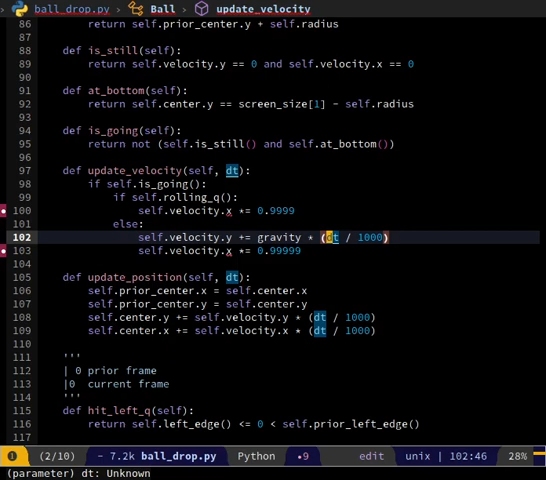 ball_drop.py › Ball › update_velocity
86 return self.prior_center.y + self.radius
87
88 def is_still(self):
89 return self.velocity.y == 0 and self.velocity.x == 0
90
91 def at_bottom(self):
92 return self.center.y == screen_size[1] - self.radius
93
94 def is_going(self):
95 return not (self.is_still() and self.at_bottom())
96
97 def update_velocity(self, dt):
98 if self.is_going():
99 if self.rolling_q():
100 self.velocity.x *= 0.9999
101 else:
102 self.velocity.y += gravity * (dt / 1000)
103 self.velocity.x *= 0.99999
104
105 def update_position(self, dt):
106 self.prior_center.x = self.center.x
107 self.prior_center.y = self.center.y
108 self.center.y += self.velocity.y * (dt / 1000)
109 self.center.x += self.velocity.x * (dt / 1000)
110
111 '''
112 | 0 prior frame
113 |0 current frame
114 '''
115 def hit_left_q(self):
116 return self.left_edge() <= 0 < self.prior_left_edge()
117
(2/10) ~ 7.2k ball_drop.py Python •9 edit unix | 102:46 28%
(parameter) dt: Unknown